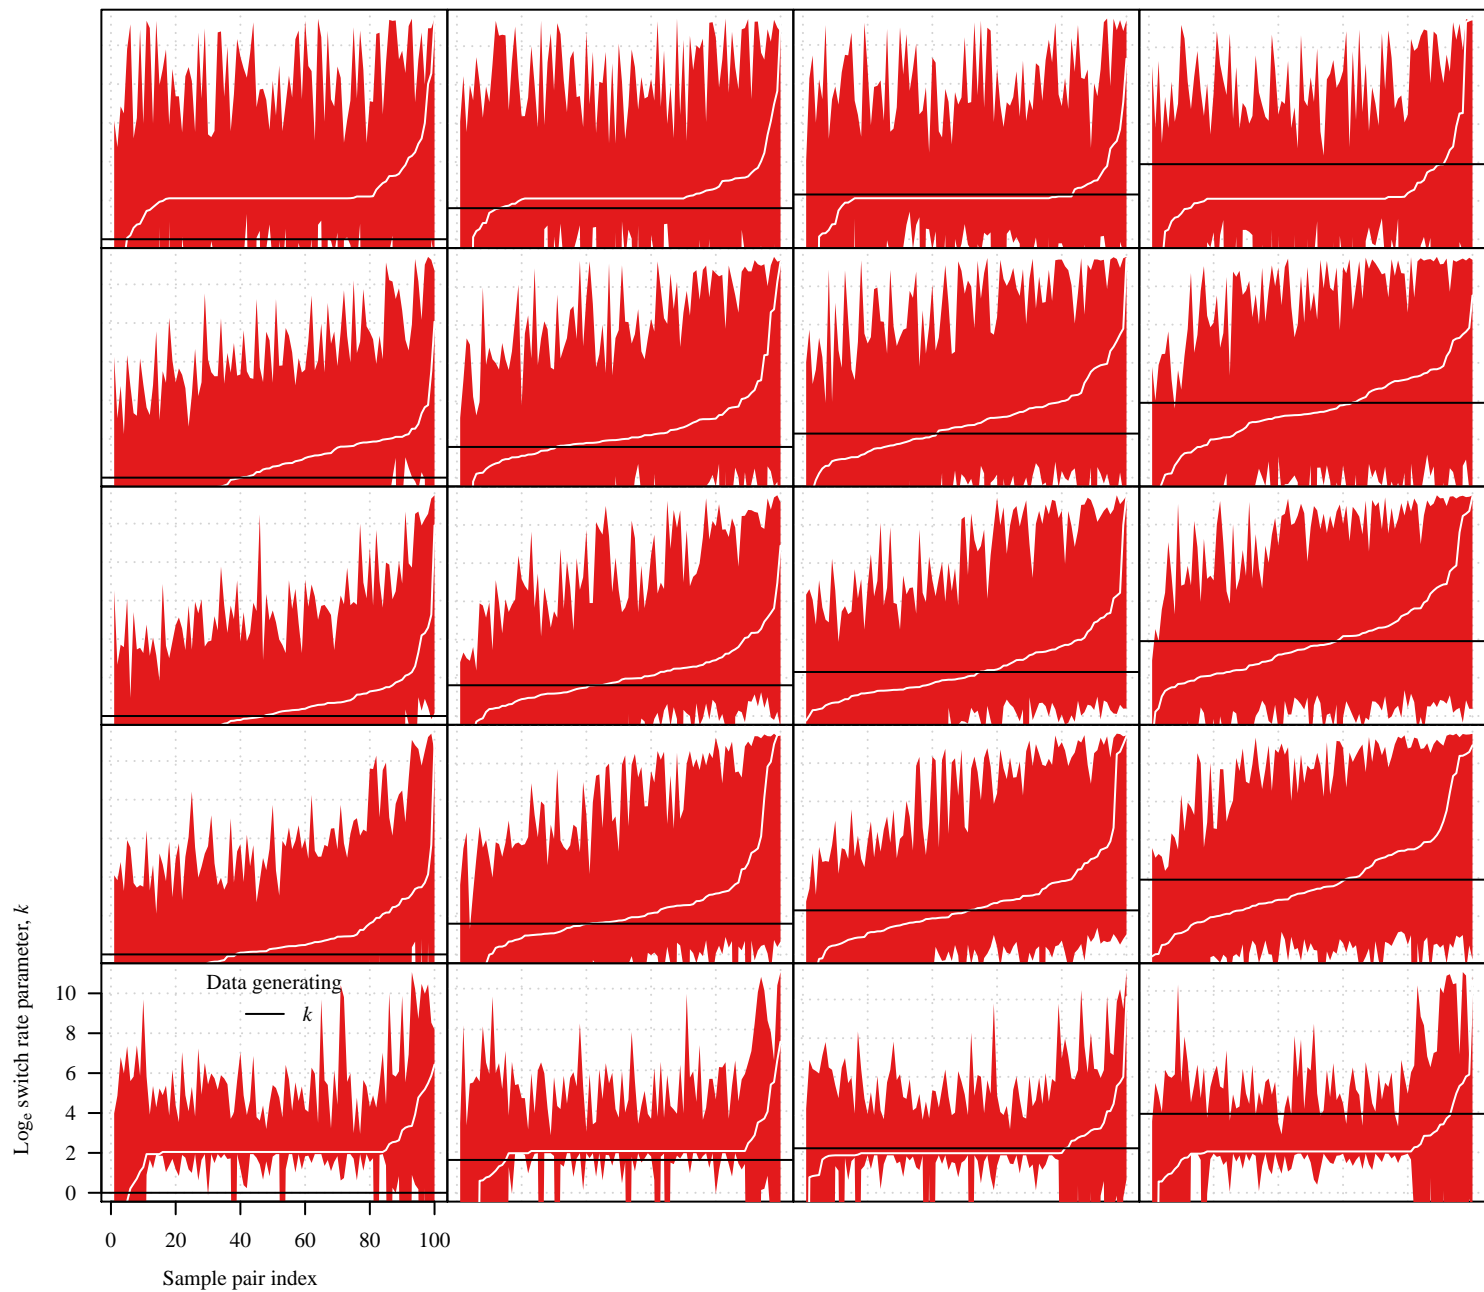 Data generating
k
10
8
6
4
2
0
Logₑ switch rate parameter, k
0 20 40 60 80 100
Sample pair index